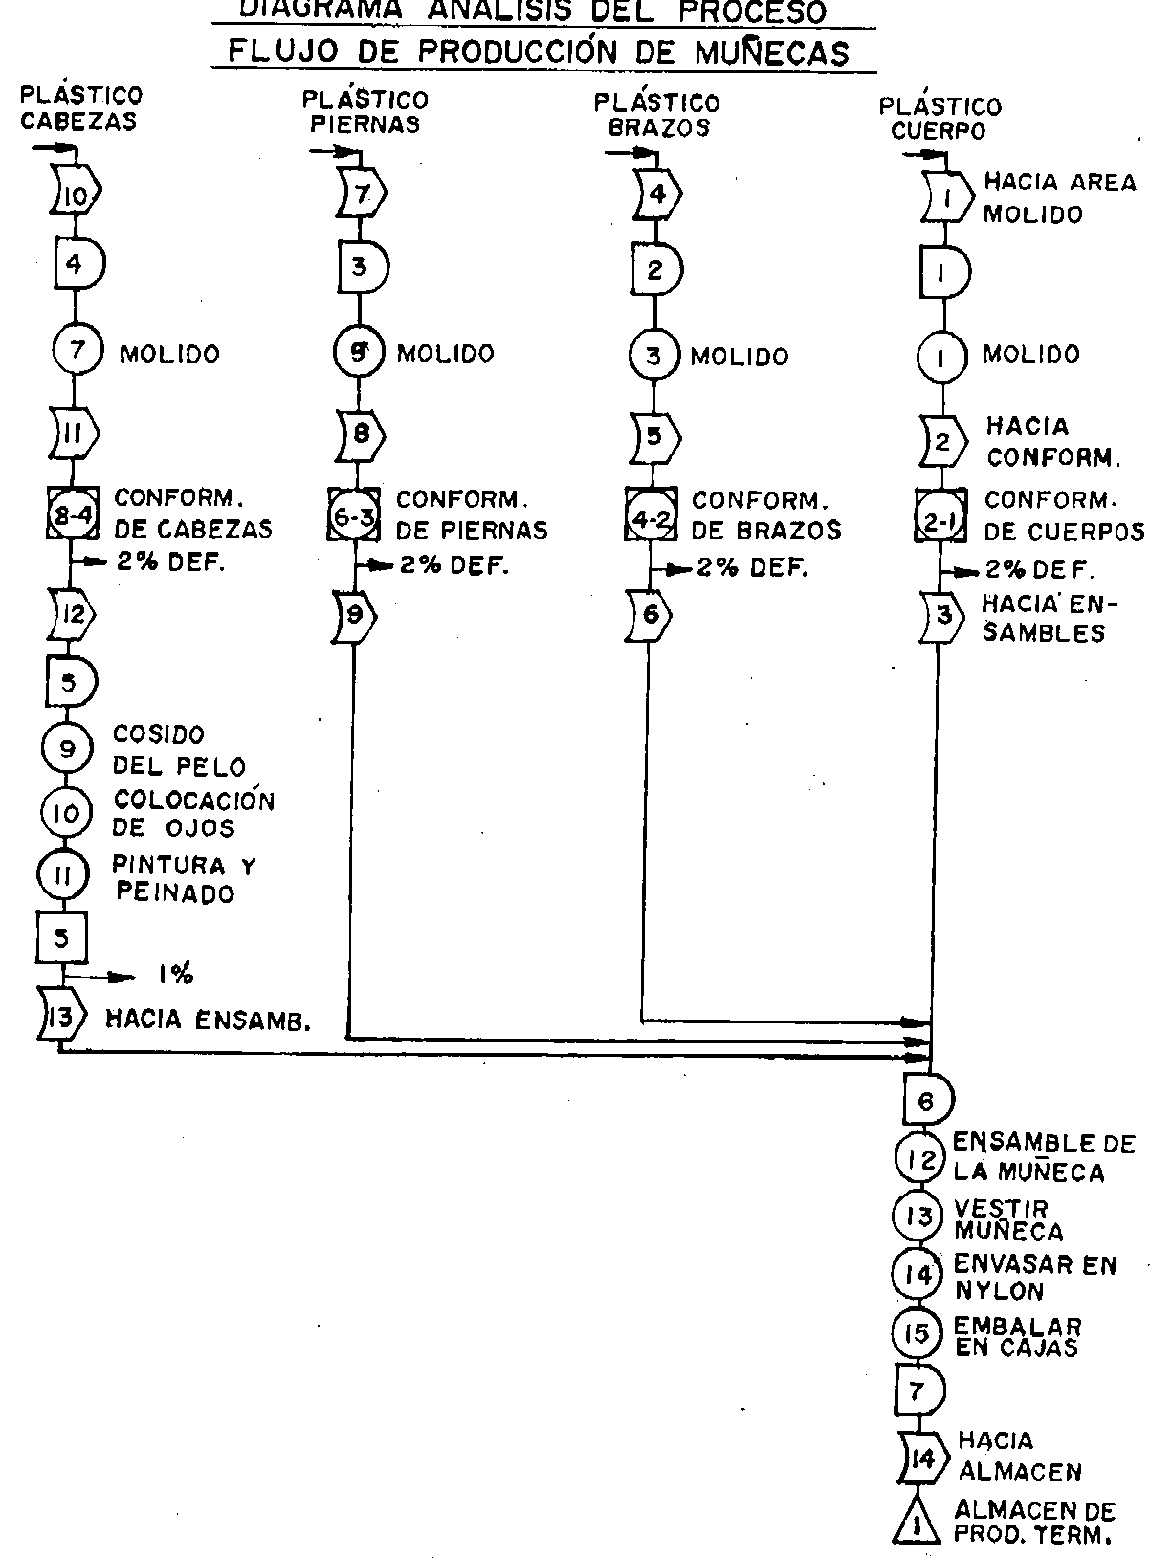 DIAGRAMA ANALISIS DEL PROCESO
FLUJO DE PRODUCCIÓN DE MUÑECAS
PLÁSTICO
CABEZAS
10
4
7 MOLIDO
11
8-4 CONFORM.
DE CABEZAS
2% DEF.
12
5
9 COSIDO
DEL PELO
10 COLOCACIÓN
DE OJOS
11 PINTURA Y
PEINADO
5
1%
13 HACIA ENSAMB.
PLÁSTICO
PIERNAS
7
3
MOLIDO
8
6-3 CONFORM.
DE PIERNAS
2% DEF.
9
PLÁSTICO
BRAZOS
4
2
3 MOLIDO
5
4-2 CONFORM.
DE BRAZOS
2% DEF.
6
PLÁSTICO
CUERPO
1 HACIA AREA
MOLIDO
1
1 MOLIDO
2 HACIA
CONFORM.
2-1 CONFORM.
DE CUERPOS
2% DEF.
3 HACIA EN-
SAMBLES
6
12 ENSAMBLE DE
LA MUÑECA
13 VESTIR
MUÑECA
14 ENVASAR EN
NYLON
15 EMBALAR
EN CAJAS
7
14 HACIA
ALMACEN
1 ALMACEN DE
PROD. TERM.